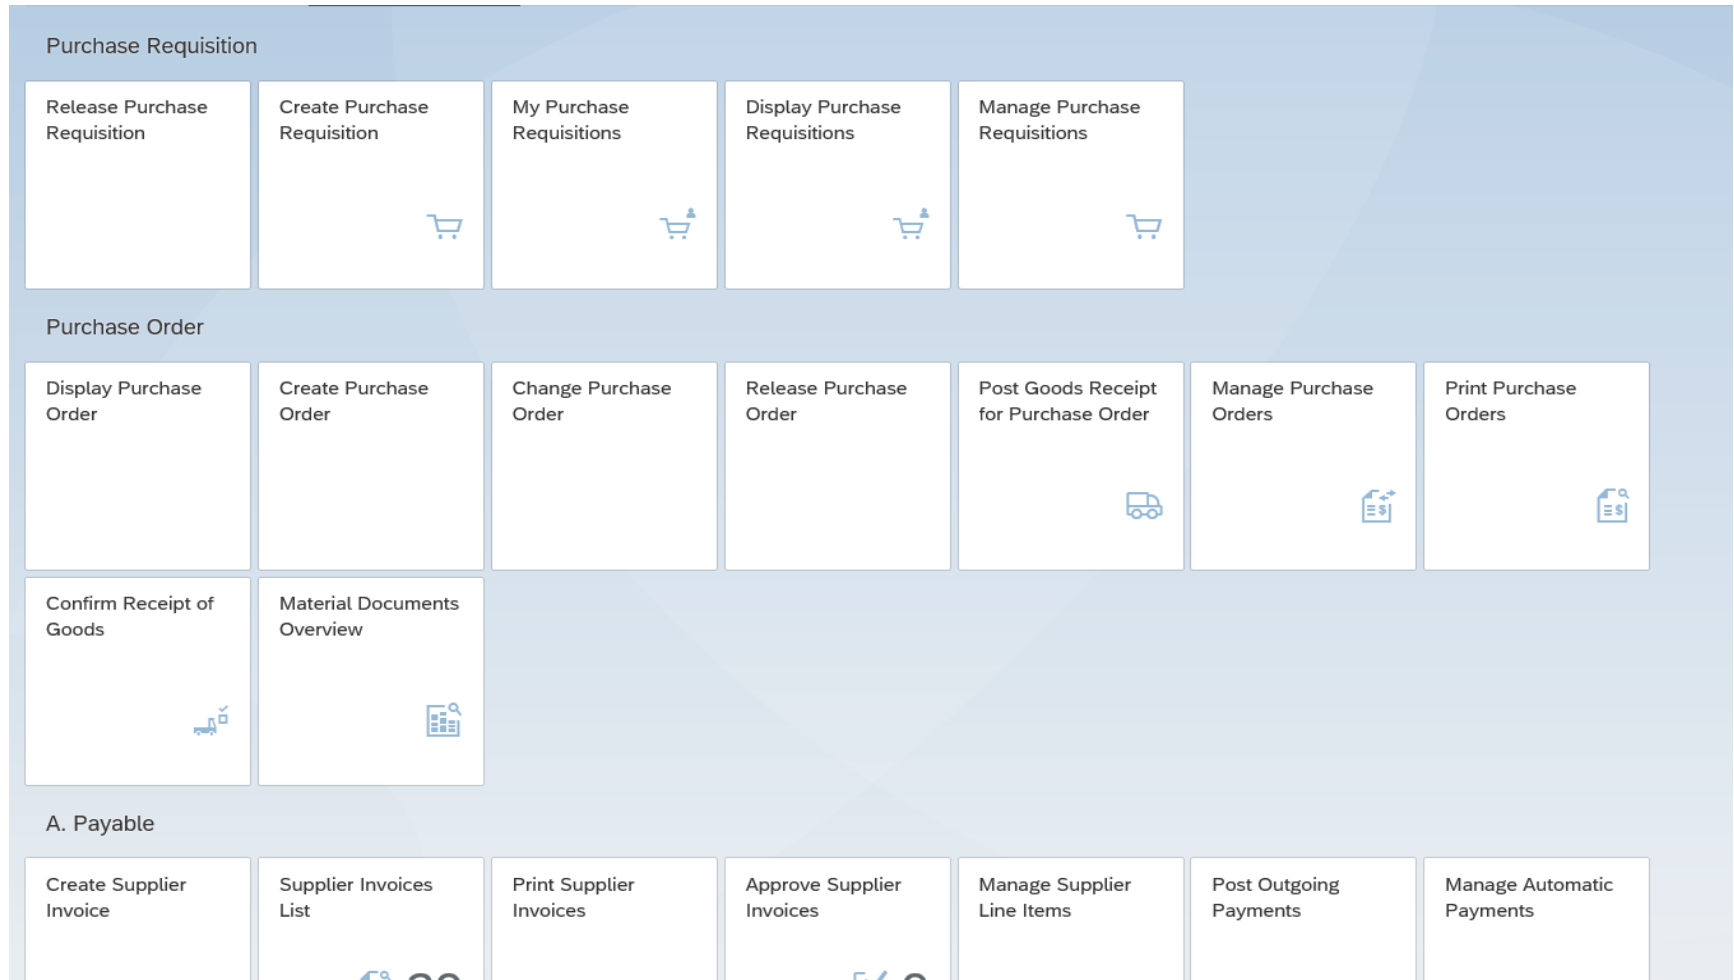 Purchase Requisition
Release Purchase
Requisition
Create Purchase
Requisition
My Purchase
Requisitions
Display Purchase
Requisitions
Manage Purchase
Requisitions
Purchase Order
Display Purchase
Order
Create Purchase
Order
Change Purchase
Order
Release Purchase
Order
Post Goods Receipt
for Purchase Order
Manage Purchase
Orders
Print Purchase
Orders
Confirm Receipt of
Goods
Material Documents
Overview
A. Payable
Create Supplier
Invoice
Supplier Invoices
List
Print Supplier
Invoices
Approve Supplier
Invoices
Manage Supplier
Line Items
Post Outgoing
Payments
Manage Automatic
Payments